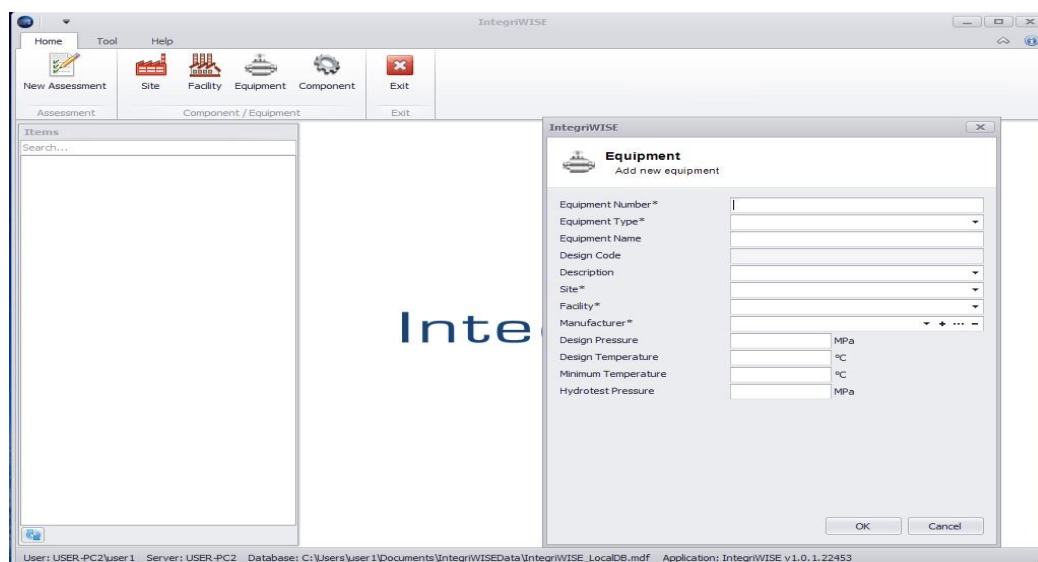 IntegriWISE
Home Tool Help
New Assessment Site Facility Equipment Component Exit
Assessment Component / Equipment Exit
Items
Search...
Inte
IntegriWISE
Equipment
Add new equipment
Equipment Number*
Equipment Type*
Equipment Name
Design Code
Description
Site*
Facility*
Manufacturer*
Design Pressure MPa
Design Temperature °C
Minimum Temperature °C
Hydrotest Pressure MPa
OK Cancel
User: USER-PC2\user1 Server: USER-PC2 Database: C:\Users\user1\Documents\IntegriWISEData\IntegriWISE_LocalDB.mdf Application: IntegriWISE v1.0.1.22453